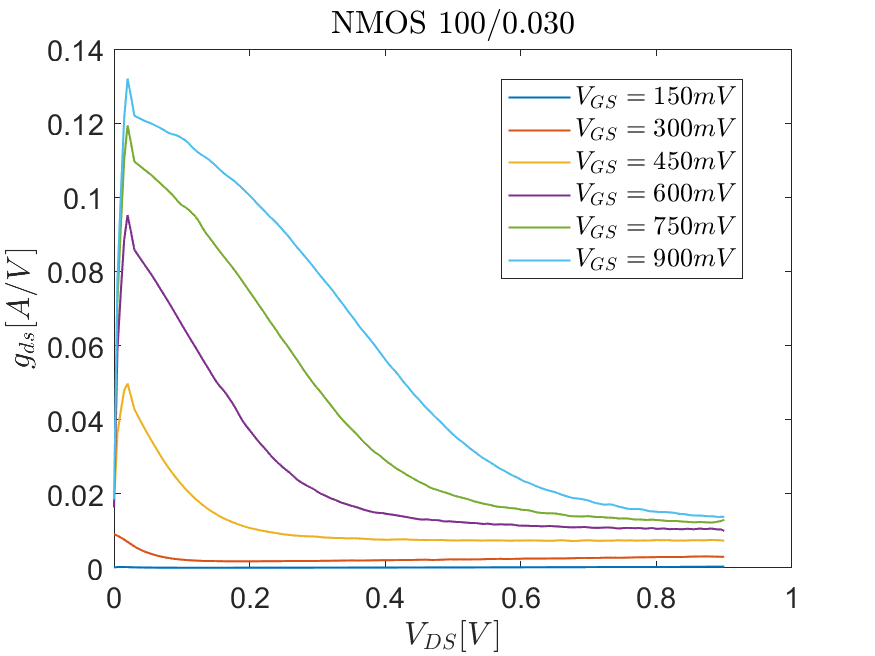 NMOS 100/0.030
0.14
0.12
0.1
0.08
0.06
0.04
0.02
0
g_{ds}[A/V]
V_{GS} = 150mV
V_{GS} = 300mV
V_{GS} = 450mV
V_{GS} = 600mV
V_{GS} = 750mV
V_{GS} = 900mV
0 0.2 0.4 0.6 0.8 1
V_{DS}[V]